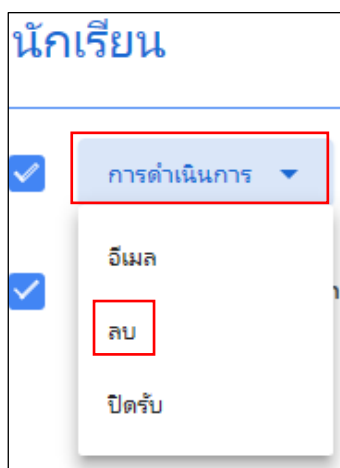 นักเรียน
การดำเนินการ
อีเมล
ลบ
ปิดรับ